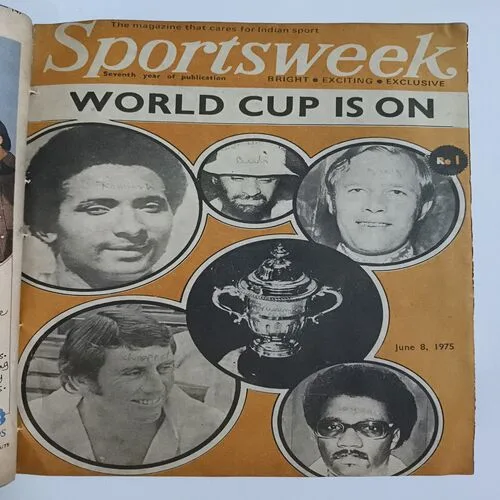 The magazine that cares for Indian sport
Sportsweek
Seventh year of publication
BRIGHT ● EXCITING ● EXCLUSIVE
WORLD CUP IS ON
Re 1
June 8, 1975